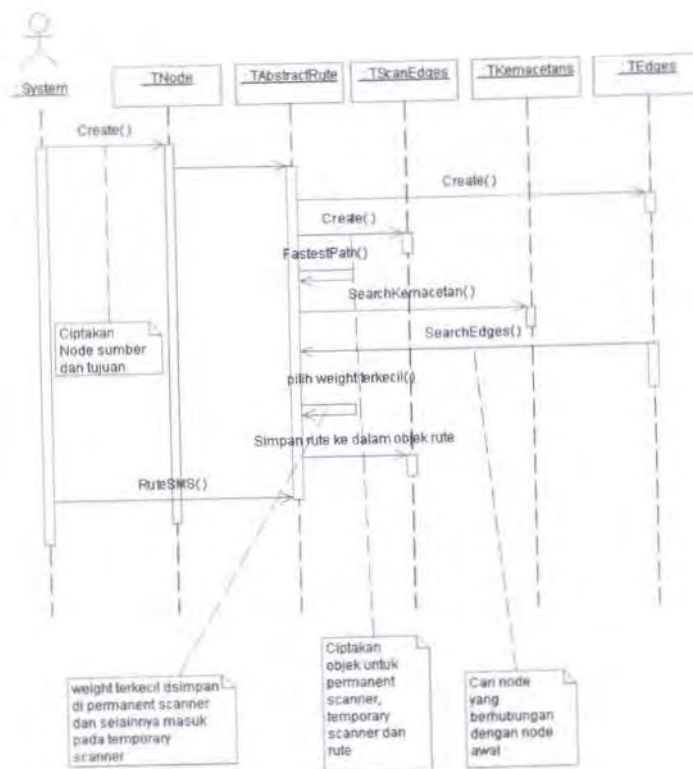 : System
: TNode
: TAbstractRute
: TScanEdges
: TKemacetans
: TEdges
Create()
Create()
Create()
FastestPath()
SearchKemacetan()
Ciptakan
Node sumber
dan tujuan
SearchEdges()
pilih weight terkecil()
Simpan rute ke dalam objek rute
RuteSMS()
weight terkecil dsimpan
di permanent scanner
dan selainnya masuk
pada temporary
scanner
Ciptakan
objek untuk
permanent
scanner,
temporary
scanner dan
rute
Cari node
yang
berhubungan
dengan node
awal